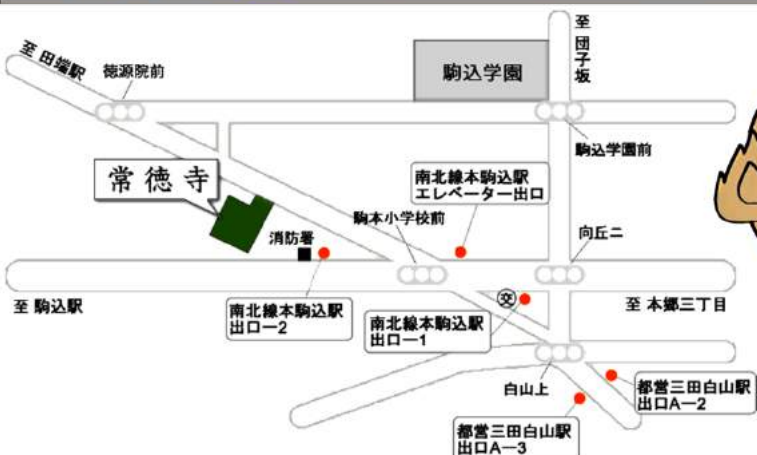 至 田端駅
徳源院前
駒込学園
至
団
子
坂
駒込学園前
常徳寺
南北線本駒込駅
エレベーター出口
駒本小学校前
消防署
向丘二
至 駒込駅
南北線本駒込駅
出口ー2
南北線本駒込駅
出口ー1
交
至 本郷三丁目
白山上
都営三田白山駅
出口Aー2
都営三田白山駅
出口Aー3